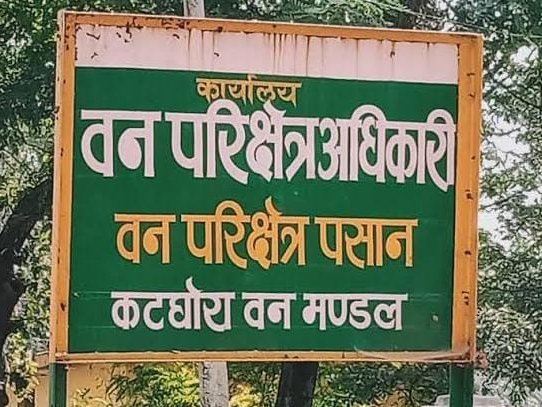 कार्यालय
वन परिक्षेत्र अधिकारी
वन परिक्षेत्र पसान
कटघोरा वन मण्डल